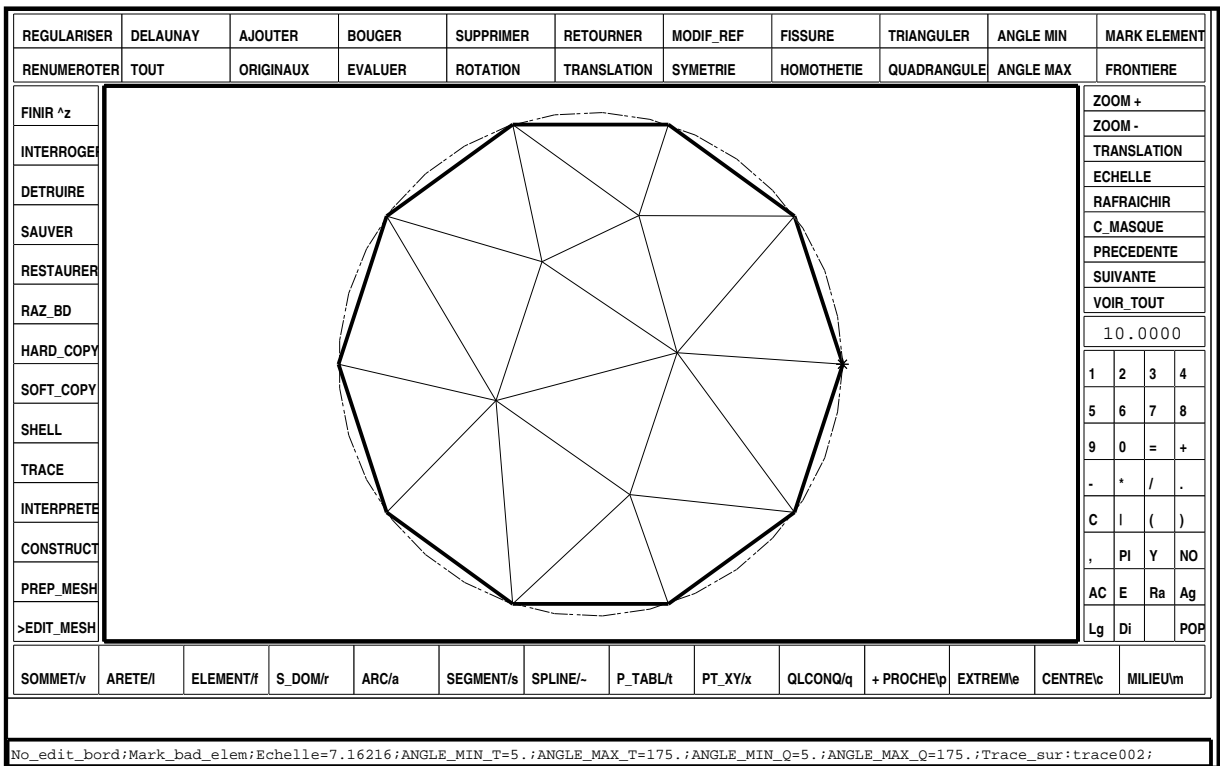 REGULARISER DELAUNAY AJOUTER BOUGER SUPPRIMER RETOURNER MODIF_REF FISSURE TRIANGULER ANGLE MIN MARK ELEMENT
RENUMEROTER TOUT ORIGINAUX EVALUER ROTATION TRANSLATION SYMETRIE HOMOTHETIE QUADRANGULE ANGLE MAX FRONTIERE
FINIR ^z
INTERROGER
DETRUIRE
SAUVER
RESTAURER
RAZ_BD
HARD_COPY
SOFT_COPY
SHELL
TRACE
INTERPRETE
CONSTRUCT
PREP_MESH
>EDIT_MESH
ZOOM +
ZOOM -
TRANSLATION
ECHELLE
RAFRAICHIR
C_MASQUE
PRECEDENTE
SUIVANTE
VOIR_TOUT
10.0000
1 2 3 4
5 6 7 8
9 0 = +
- * / .
C | ( )
, PI Y NO
AC E Ra Ag
Lg Di POP
SOMMET/v ARETE/l ELEMENT/f S_DOM/r ARC/a SEGMENT/s SPLINE/~ P_TABL/t PT_XY/x QLCONQ/q + PROCHE\p EXTREM\e CENTRE\c MILIEU\m
No_edit_bord;Mark_bad_elem;Echelle=7.16216;ANGLE_MIN_T=5.;ANGLE_MAX_T=175.;ANGLE_MIN_Q=5.;ANGLE_MAX_Q=175.;Trace_sur:trace002;